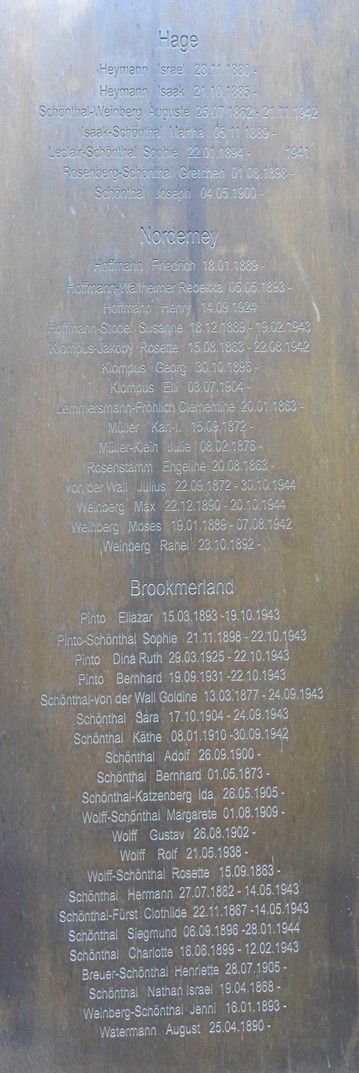 Hage
Heymann Israel 23.11.1880 -
Heymann Isaak 21.10.1885 -
Schönthal-Weinberg Auguste 25.07.1862 - 21.11.1942
Isaak-Schönthal Martha 05.11.1889 -
Leclair-Schönthal Sophie 22.01.1894 - 1941
Rosenberg-Schönthal Gretchen 01.08.1898 -
Schönthal Joseph 04.05.1900 -
Norderney
Hoffmann Friedrich 18.01.1889 -
Hoffmann-Wallheimer Rebekka 05.05.1893 -
Hoffmann Henry 14.09.1924
Hoffmann-Stodel Susanne 18.12.1889 - 19.02.1943
Klompus-Jakoby Rosette 15.08.1863 - 22.08.1942
Klompus Georg 30.10.1896 -
Klompus Elli 03.07.1904 -
Lemmersmann-Fröhlich Clementine 20.01.1863 -
Müller Karl-I. 15.09.1872 -
Müller-Klein Julie 08.02.1876 -
Rosenstamm Engeline 20.08.1863 -
von der Wall Julius 22.09.1872 - 30.10.1944
Weinberg Max 22.12.1890 - 20.10.1944
Weinberg Moses 19.01.1889 - 07.08.1942
Weinberg Rahel 23.10.1892 -
Brookmerland
Pinto Eliazar 15.03.1893 -19.10.1943
Pinto-Schönthal Sophie 21.11.1898 - 22.10.1943
Pinto Dina Ruth 29.03.1925 - 22.10.1943
Pinto Bernhard 19.09.1931 -22.10.1943
Schönthal-von der Wall Goldine 13.03.1877 - 24.09.1943
Schönthal Sara 17.10.1904 - 24.09.1943
Schönthal Käthe 08.01.1910 -30.09.1942
Schönthal Adolf 26.09.1900 -
Schönthal Bernhard 01.05.1873 -
Schönthal-Katzenberg Ida 26.05.1905 -
Wolff-Schönthal Margarete 01.08.1909 -
Wolff Gustav 26.08.1902 -
Wolff Rolf 21.05.1938 -
Wolff-Schönthal Rosette 15.09.1863 -
Schönthal Hermann 27.07.1862 - 14.05.1943
Schönthal-Fürst Clothilde 22.11.1867 -14.05.1943
Schönthal Siegmund 06.09.1896 -28.01.1944
Schönthal Charlotte 16.06.1899 - 12.02.1943
Breuer-Schönthal Henriette 28.07.1905 -
Schönthal Nathan Israel 19.04.1868 -
Weinberg-Schönthal Jenni 16.01.1893 -
Watermann August 25.04.1890 -